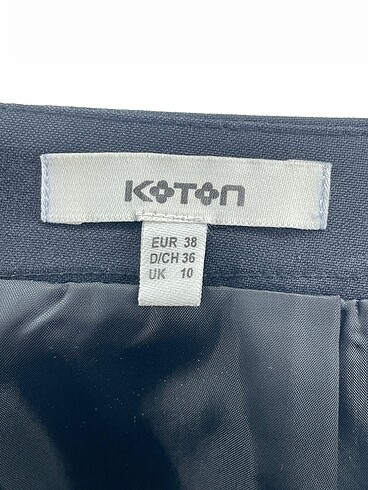 KOTON
EUR 38
D/CH 36
UK 10